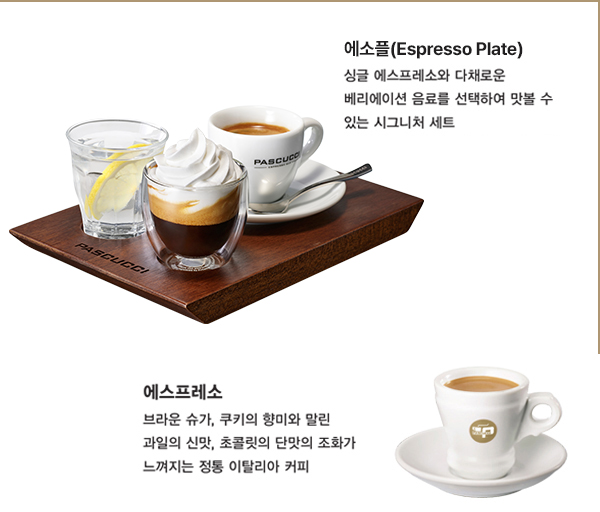 에소플(Espresso Plate)
싱글 에스프레소와 다채로운
베리에이션 음료를 선택하여 맛볼 수
있는 시그니처 세트
PASCUCCI
PASCUCCI
에스프레소
브라운 슈가, 쿠키의 향미와 말린
과일의 신맛, 초콜릿의 단맛의 조화가
느껴지는 정통 이탈리아 커피